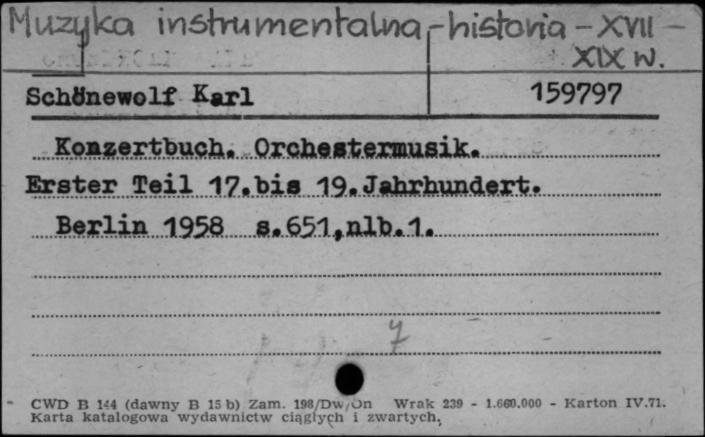 Muzyka instrumentalna - historia - XVII -
XIX w.
Schönewolf Karl 159797
Konzertbuch. Orchestermusik.
Erster Teil 17.bis 19.Jahrhundert.
Berlin 1958 s.651,nlb.1.
7
- CWD B 144 (dawny B 15 b) Zam. 198/Dw/On Wrak 239 - 1.660.000 - Karton IV.71.
Karta katalogowa wydawnictw ciągłych i zwartych.